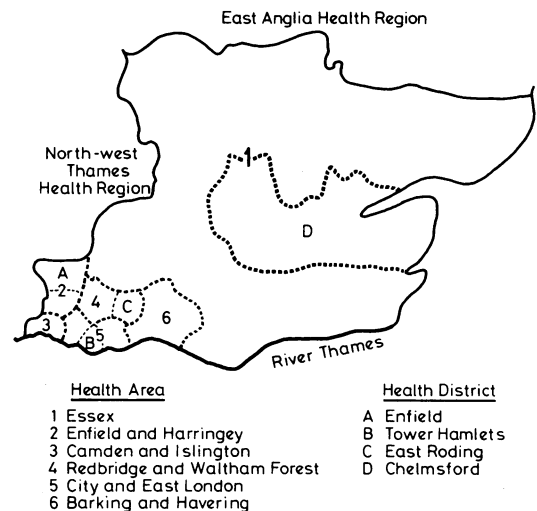 East Anglia Health Region
North-west
Thames
Health Region
1
D
A
2
4
C
3
5
B
6
River Thames
Health Area
1 Essex
2 Enfield and Harringey
3 Camden and Islington
4 Redbridge and Waltham Forest
5 City and East London
6 Barking and Havering
Health District
A Enfield
B Tower Hamlets
C East Roding
D Chelmsford